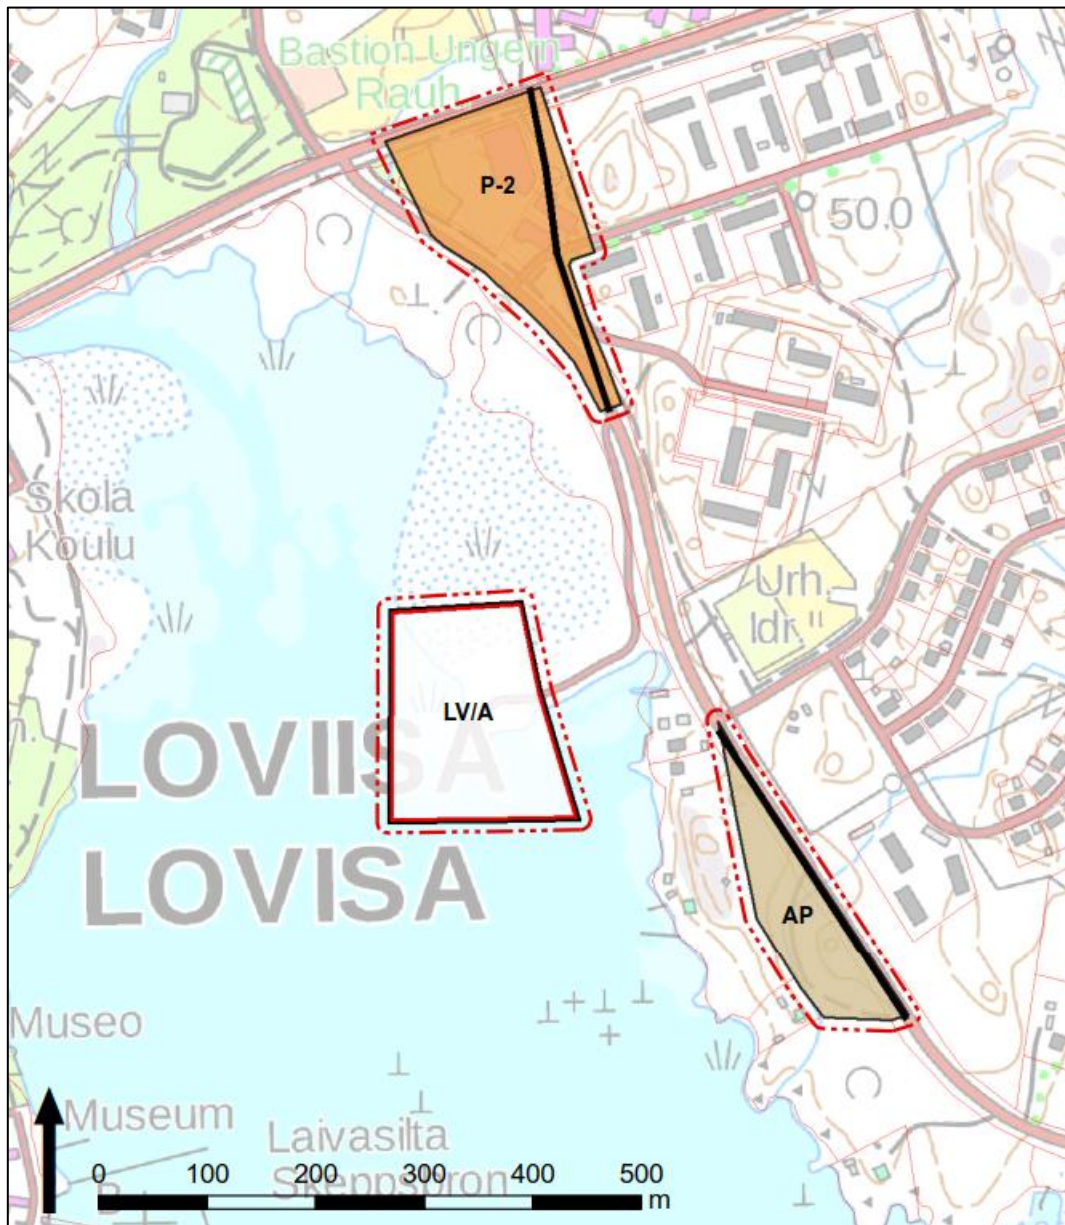 Bastion Ungern
Rauh.
P-2
50.0
Skola
Koulu
Urh.
Idr."
LV/A
LOVIISA
LOVISA
AP
Museo
Museum
Laivasilta
Skeppsbron
0 100 200 300 400 500
m